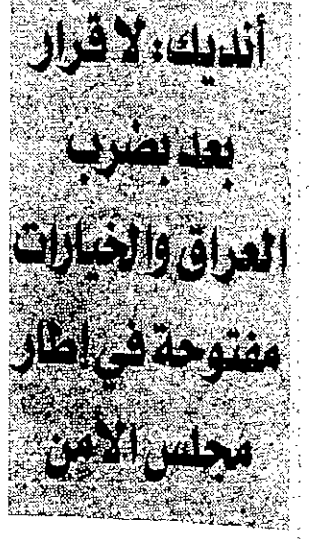 أنديك: لا قرار
بعد بضرب
العراق والخيارات
مفتوحة في إطار
مجلس الأمن